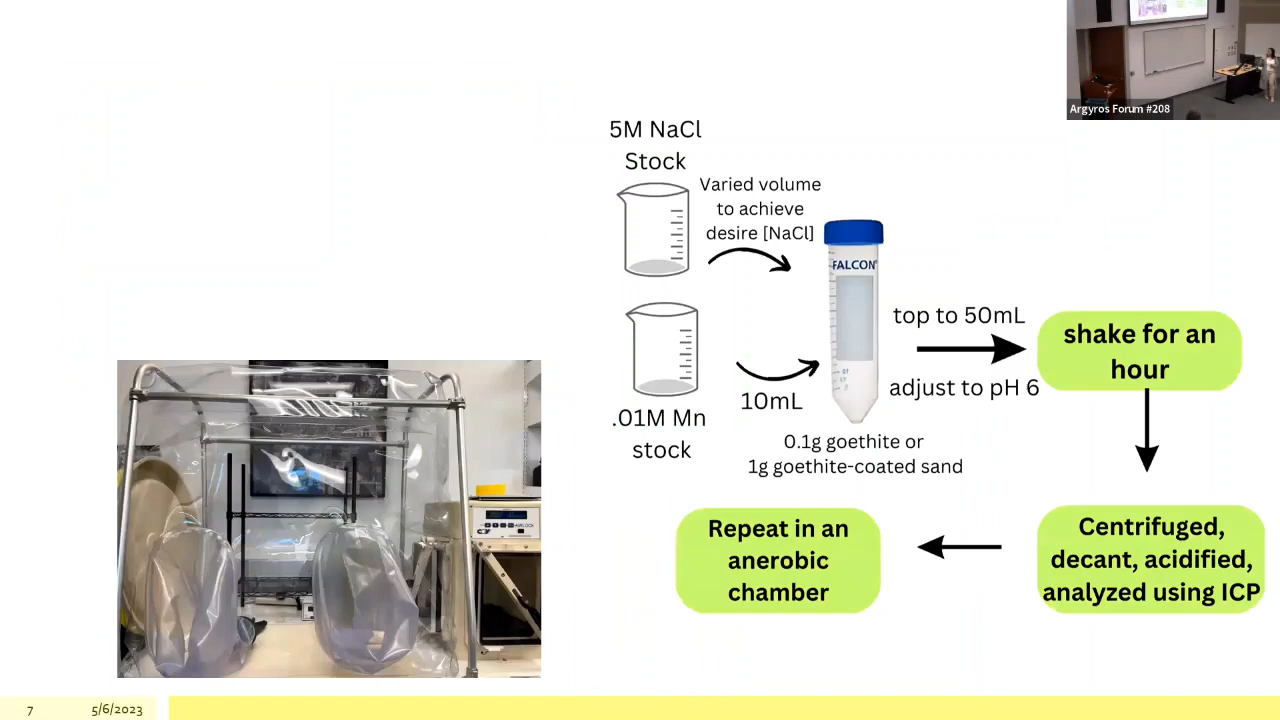 Argyros Forum #208
5M NaCl
Stock
Varied volume
to achieve
desire [NaCl]
FALCON
top to 50mL
adjust to pH 6
shake for an
hour
10mL
.01M Mn
stock
0.1g goethite or
1g goethite-coated sand
Repeat in an
anerobic
chamber
Centrifuged,
decant, acidified,
analyzed using ICP
7
5/6/2023